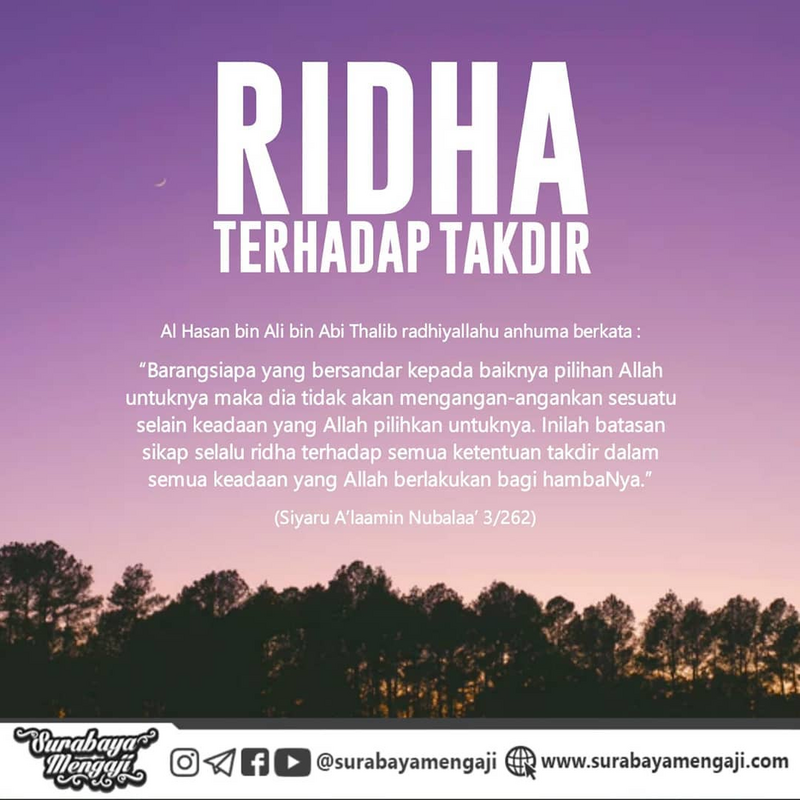 RIDHA
TERHADAP TAKDIR
Al Hasan bin Ali bin Abi Thalib radhiyallahu anhuma berkata :
“Barangsiapa yang bersandar kepada baiknya pilihan Allah
untuknya maka dia tidak akan mengangan-angankan sesuatu
selain keadaan yang Allah pilihkan untuknya. Inilah batasan
sikap selalu ridha terhadap semua ketentuan takdir dalam
semua keadaan yang Allah berlakukan bagi hambaNya.”
(Siyaru A’laamin Nubalaa’ 3/262)
Surabaya
Mengaji
@surabayamengaji
www.surabayamengaji.com